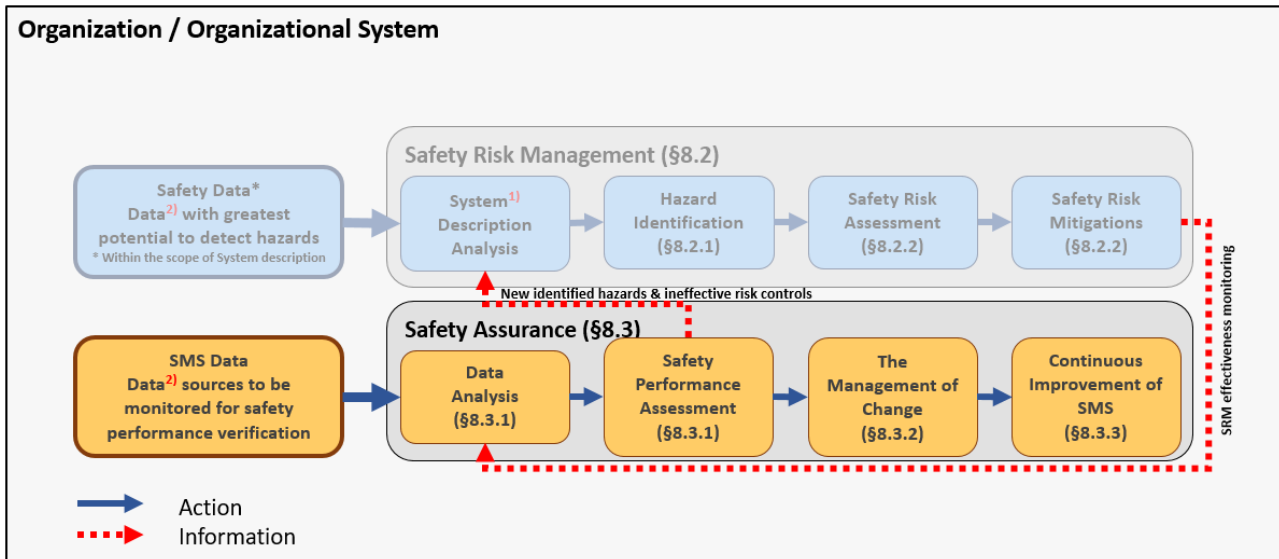 Organization / Organizational System
Safety Risk Management (§8.2)
Safety Data*
Data2) with greatest
potential to detect hazards
* Within the scope of System description
System1)
Description
Analysis
Hazard
Identification
(§8.2.1)
Safety Risk
Assessment
(§8.2.2)
Safety Risk
Mitigations
(§8.2.2)
SRM effectiveness monitoring
New identified hazards & ineffective risk controls
Safety Assurance (§8.3)
SMS Data
Data2) sources to be
monitored for safety
performance verification
Data
Analysis
(§8.3.1)
Safety
Performance
Assessment
(§8.3.1)
The
Management of
Change
(§8.3.2)
Continuous
Improvement of
SMS
(§8.3.3)
Action
Information